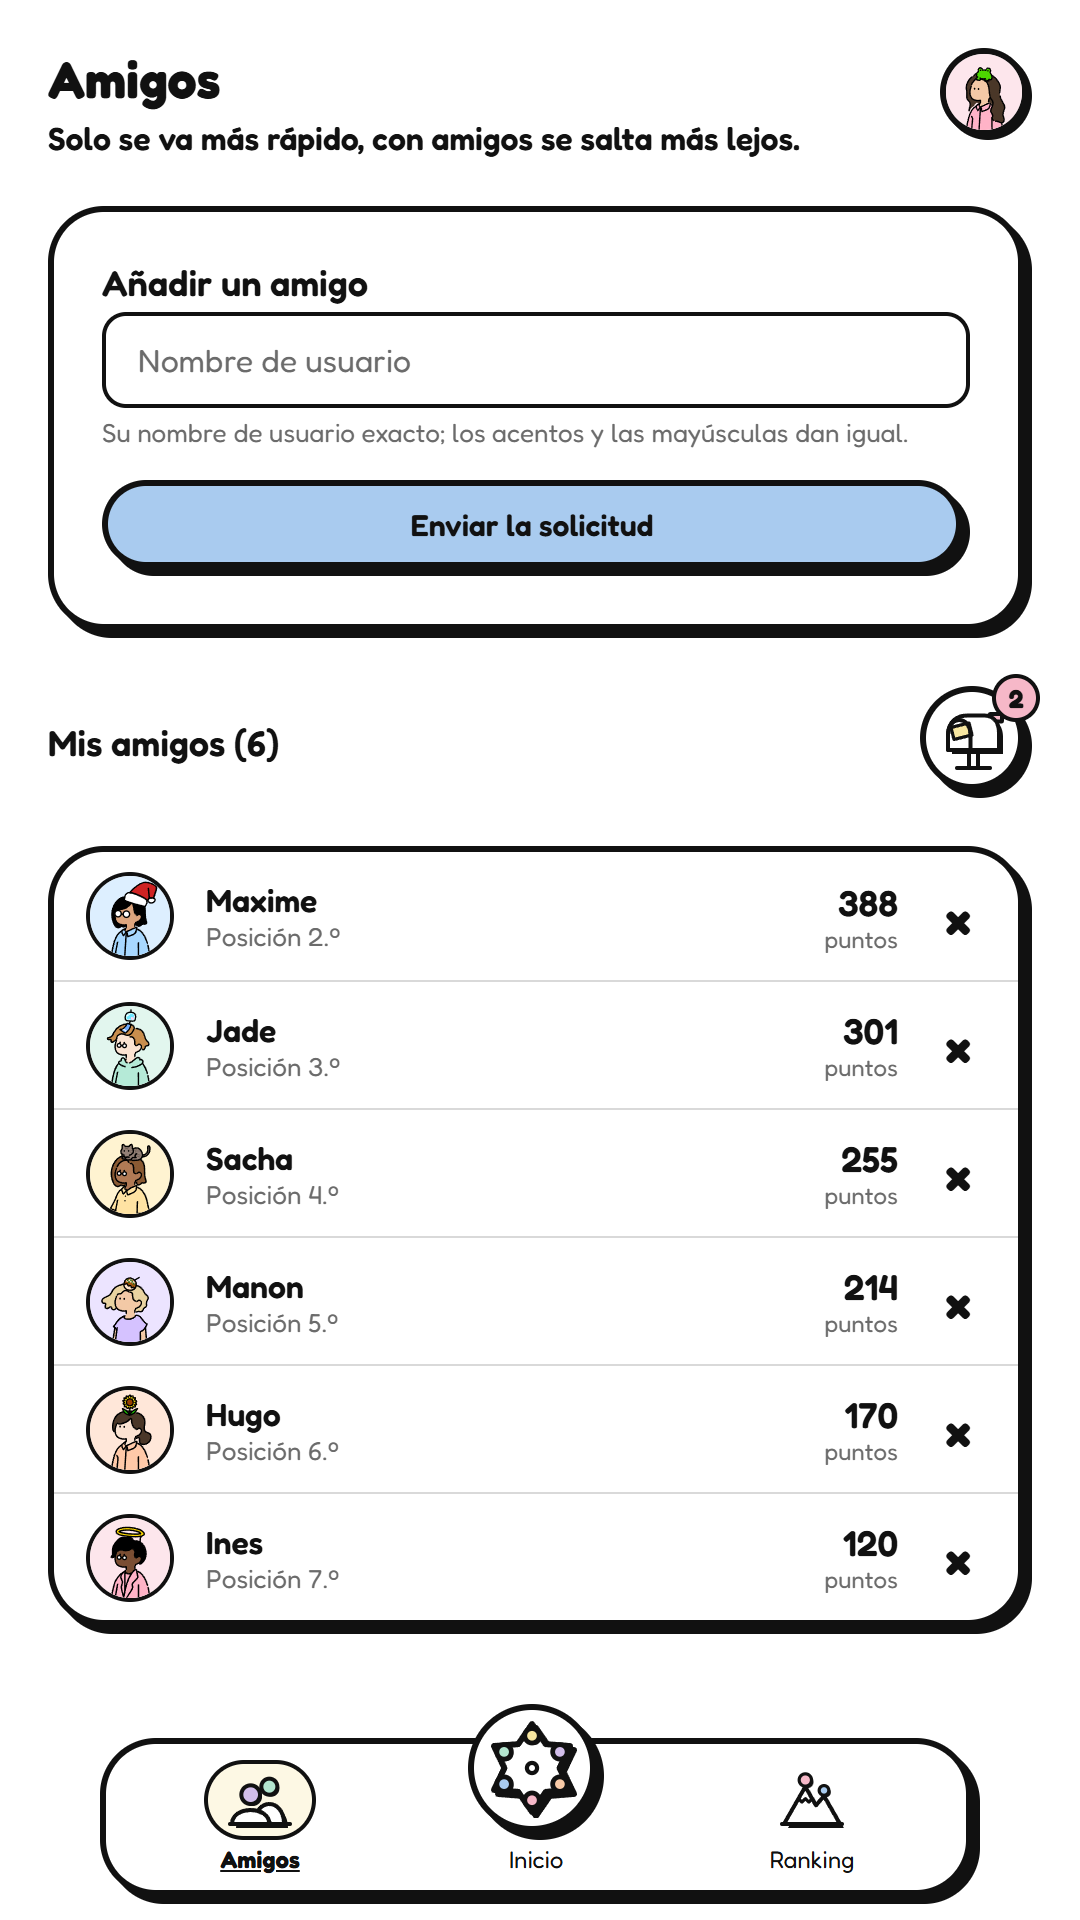 Amigos
Solo se va más rápido, con amigos se salta más lejos.
Añadir un amigo
Nombre de usuario
Su nombre de usuario exacto; los acentos y las mayúsculas dan igual.
Enviar la solicitud
Mis amigos (6)
2
Maxime
Posición 2.º
388
puntos
Jade
Posición 3.º
301
puntos
Sacha
Posición 4.º
255
puntos
Manon
Posición 5.º
214
puntos
Hugo
Posición 6.º
170
puntos
Ines
Posición 7.º
120
puntos
Amigos
Inicio
Ranking